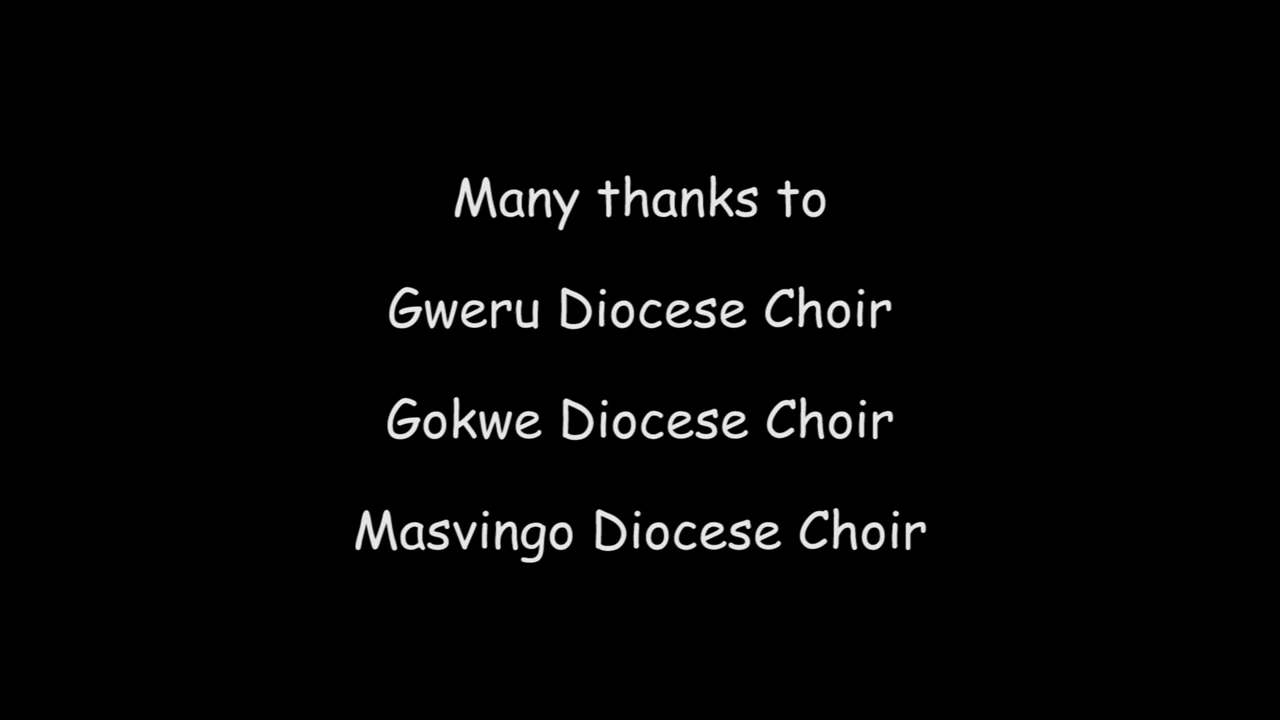 Many thanks to
Gweru Diocese Choir
Gokwe Diocese Choir
Masvingo Diocese Choir